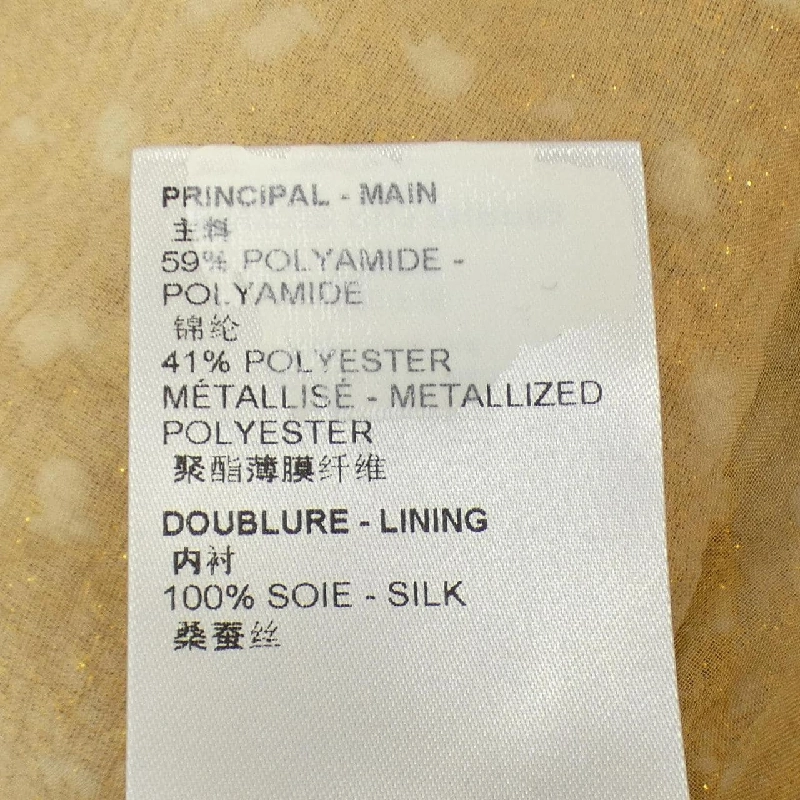 PRINCIPAL - MAIN
主料
59% POLYAMIDE -
POLYAMIDE
锦纶
41% POLYESTER
MÉTALLISÉ - METALLIZED
POLYESTER
聚酯薄膜纤维
DOUBLURE - LINING
内衬
100% SOIE - SILK
桑蚕丝